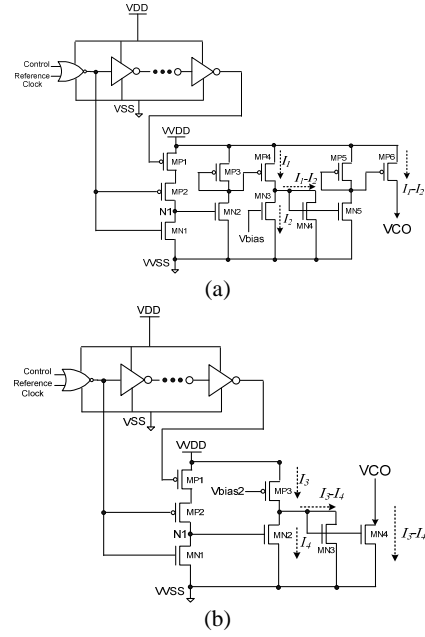 VDD
Control
Reference
Clock
VSS
VVDD
MP1
MP3
MP4
I1
MP5
MP6
I1-I2
I1-I2
MP2
MN3
N1
MN2
I2
MN4
MN5
MN1
Vbias
VCO
VVSS
(a)
VDD
Control
Reference
Clock
VSS
VVDD
MP1
Vbias2
MP3
I3
VCO
I3-I4
MP2
N1
MN2
I4
MN3
MN4
I3-I4
MN1
VVSS
(b)